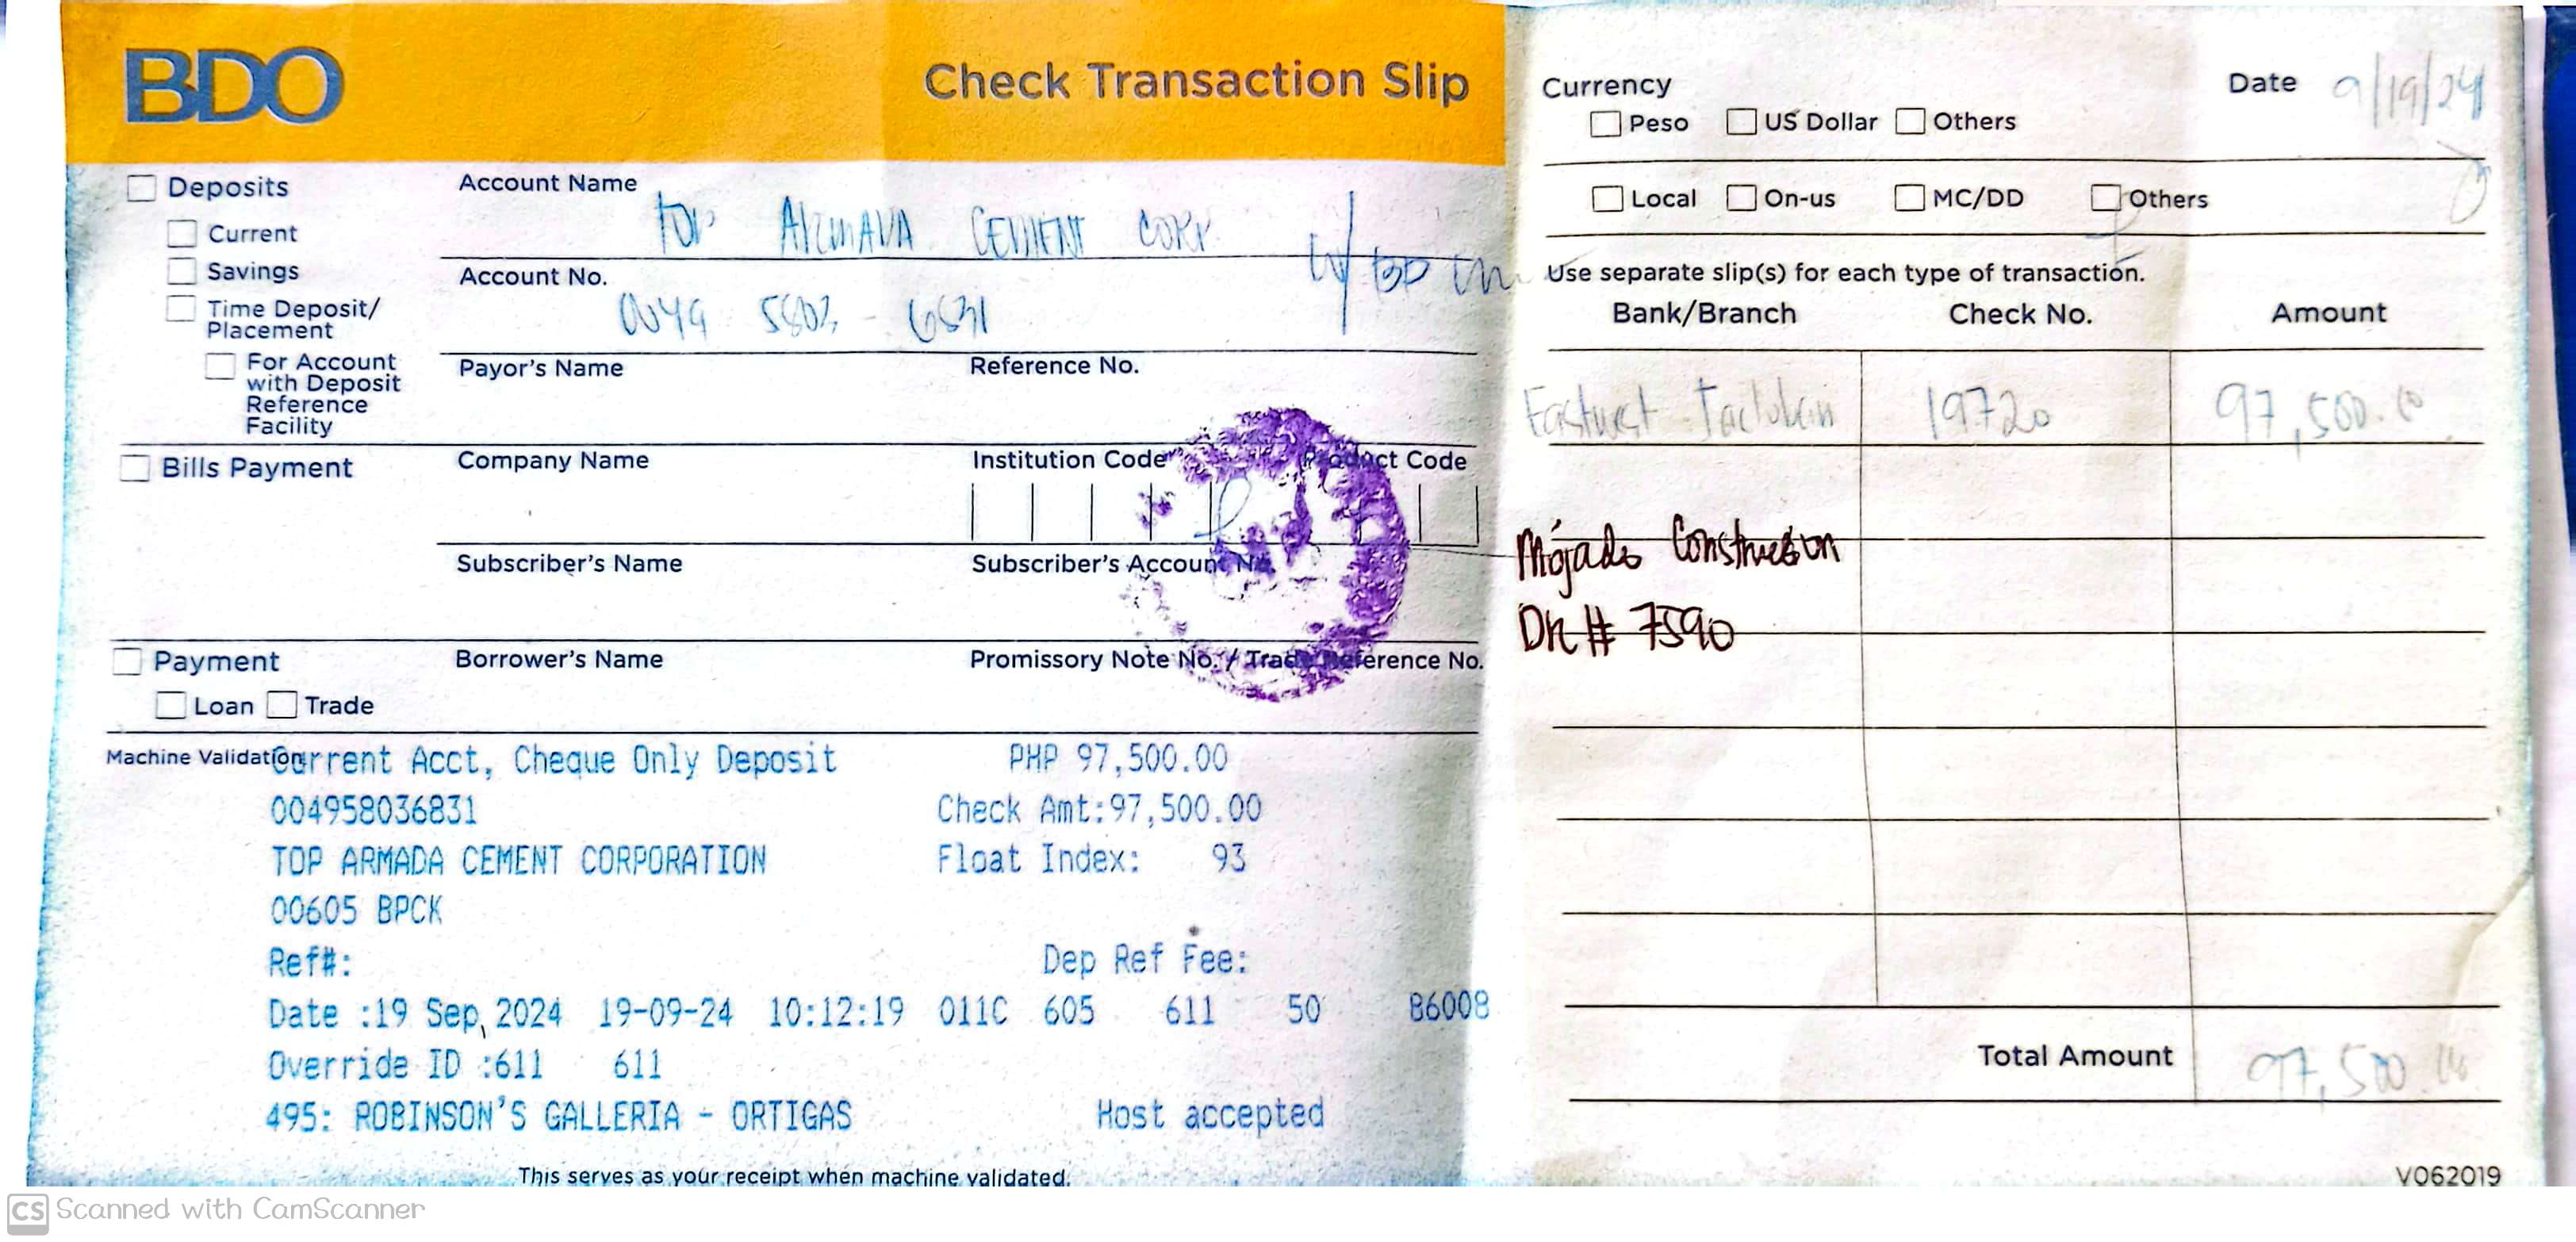 BDO
Check Transaction Slip
Deposits
Current
Savings
Time Deposit/
Placement
For Account
with Deposit
Reference
Facility
Account Name
TOP ARMADA CEMENT CORP.
Account No.
0049 5803 - 6831
w/ BP
Payor's Name Reference No.
Bills Payment
Company Name Institution Code Product Code
Subscriber's Name Subscriber's Account No.
Payment
Loan Trade
Borrower's Name Promissory Note No. / Trade Reference No.
Machine Validation
Current Acct, Cheque Only Deposit PHP 97,500.00
004958036831 Check Amt:97,500.00
TOP ARMADA CEMENT CORPORATION Float Index: 93
00605 BPCK
Ref#: Dep Ref Fee:
Date :19 Sep 2024 19-09-24 10:12:19 011C 605 611 50 86008
Override ID :611 611
495: ROBINSON'S GALLERIA - ORTIGAS Host accepted
This serves as your receipt when machine validated.
Currency Date 9/19/24
Peso US Dollar Others
Local On-us MC/DD Others
Use separate slip(s) for each type of transaction.
Bank/Branch Check No. Amount
Eastwest - 19720 97,500.00
Mojado Construction
DR # 7590
Total Amount 97,500.00
V062019
CS Scanned with CamScanner